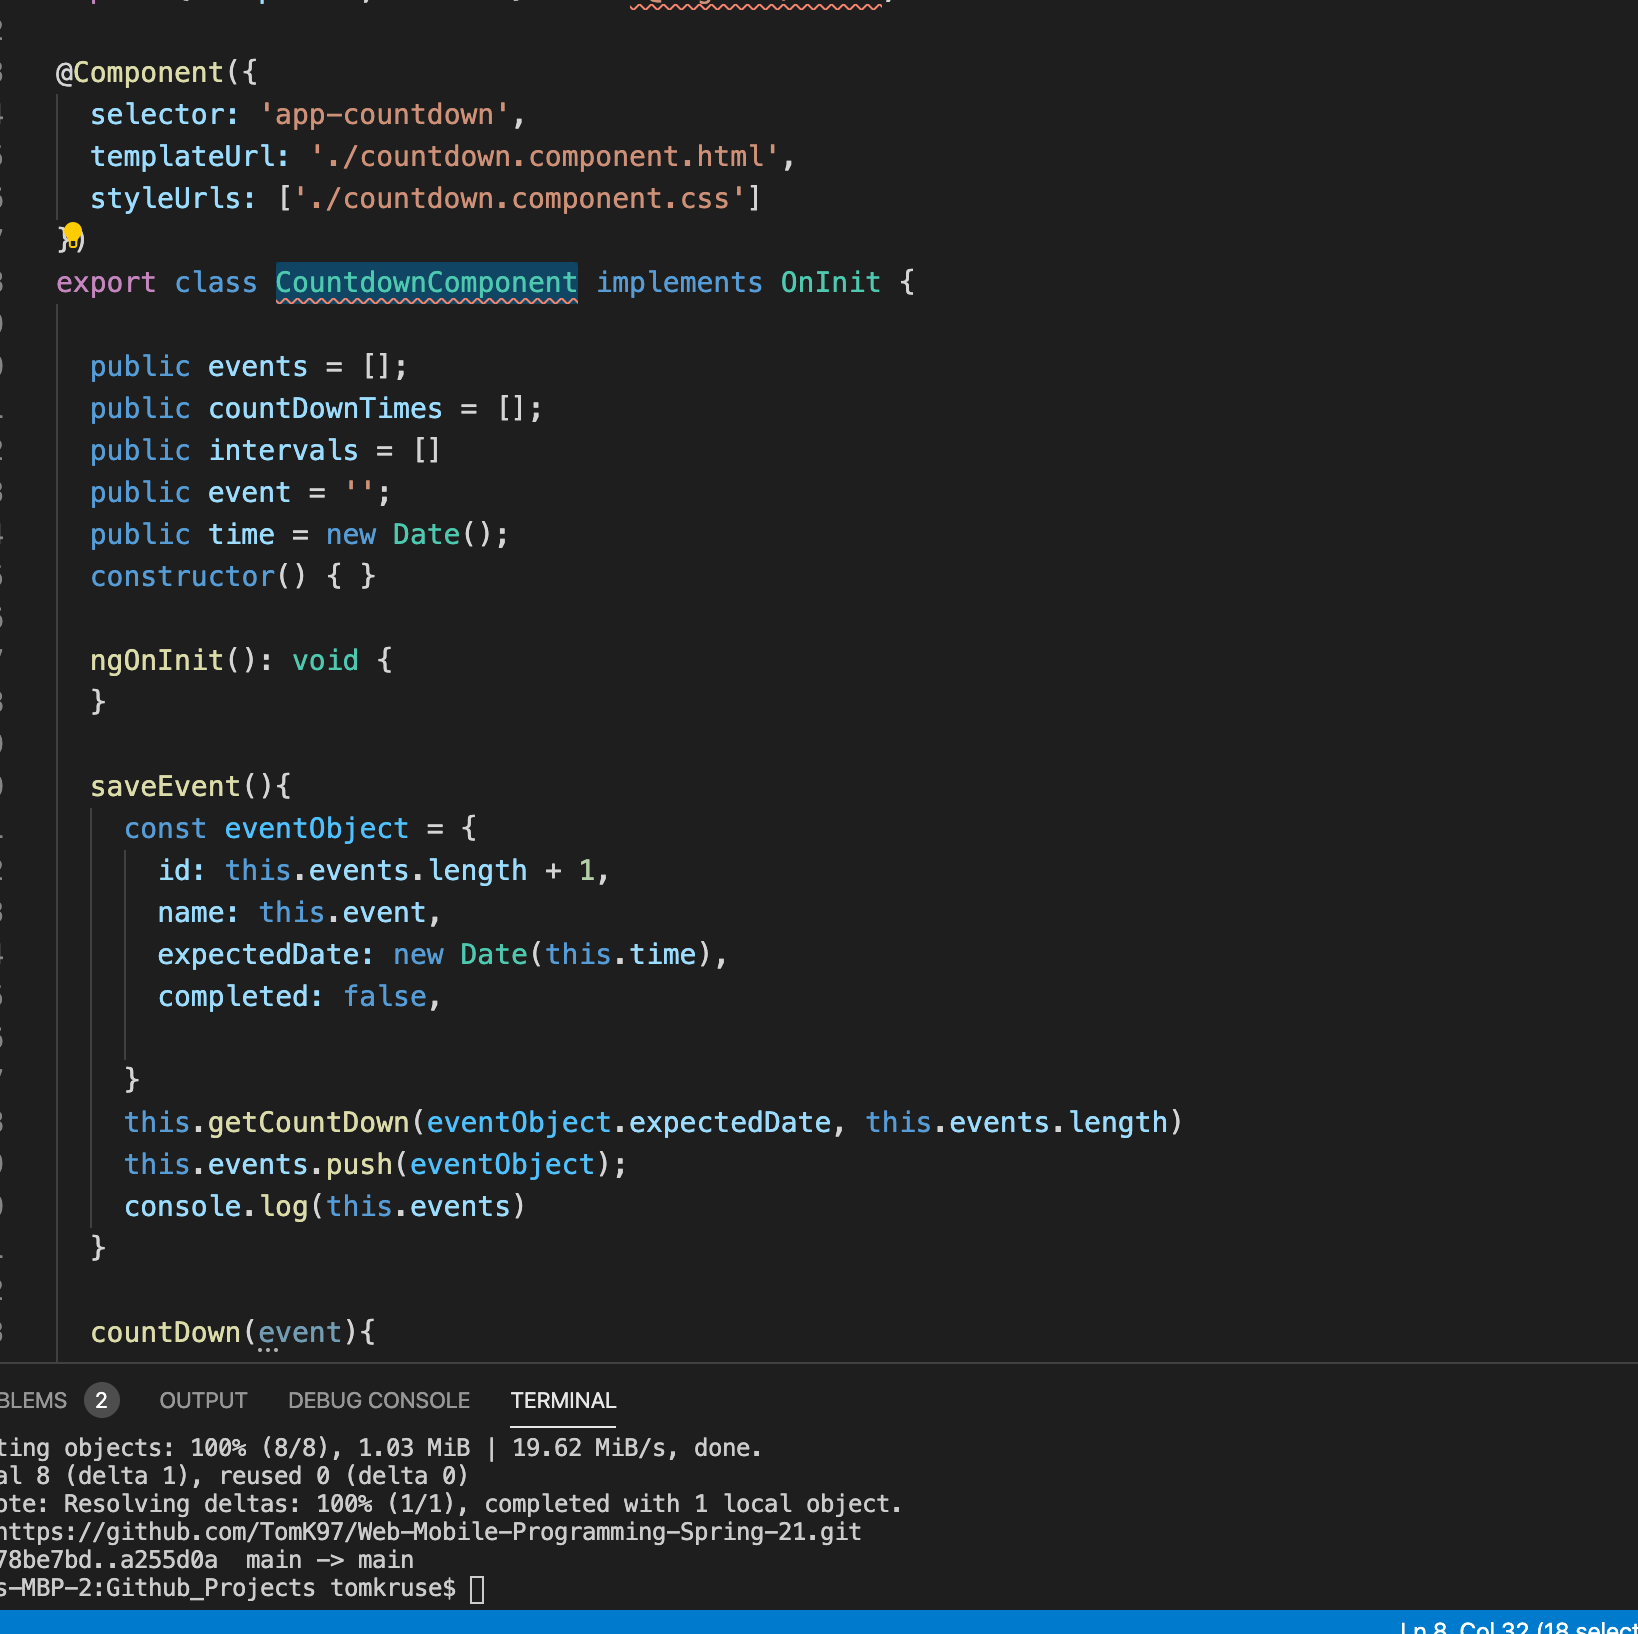 @Component({
selector: 'app-countdown',
templateUrl: './countdown.component.html',
styleUrls: ['./countdown.component.css']
})
export class CountdownComponent implements OnInit {
public events = [];
public countDownTimes = [];
public intervals = []
public event = '';
public time = new Date();
constructor() { }
ngOnInit(): void {
}
saveEvent(){
const eventObject = {
id: this.events.length + 1,
name: this.event,
expectedDate: new Date(this.time),
completed: false,
}
this.getCountDown(eventObject.expectedDate, this.events.length)
this.events.push(eventObject);
console.log(this.events)
}
countDown(event){
BLEMS 2 OUTPUT DEBUG CONSOLE TERMINAL
ting objects: 100% (8/8), 1.03 MiB | 19.62 MiB/s, done.
al 8 (delta 1), reused 0 (delta 0)
ote: Resolving deltas: 100% (1/1), completed with 1 local object.
https://github.com/TomK97/Web-Mobile-Programming-Spring-21.git
78be7bd..a255d0a main -> main
s-MBP-2:Github_Projects tomkruse$
Ln 8, Col 32 (18 select